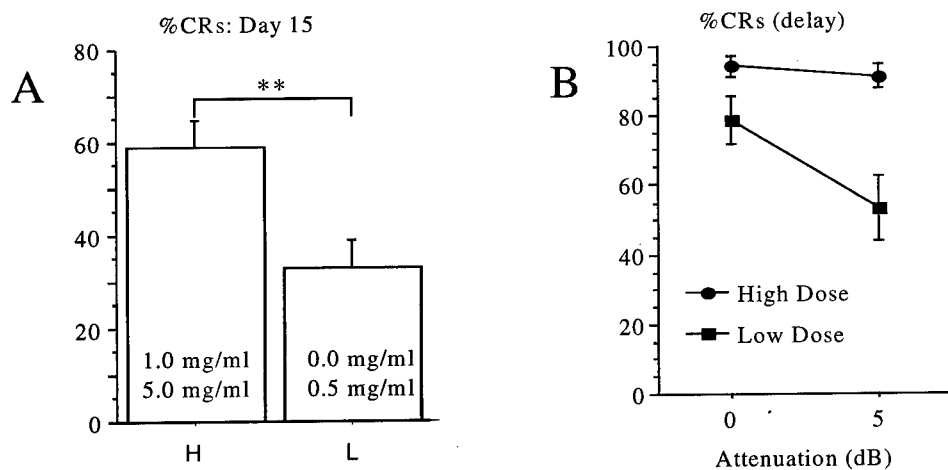 %CRs: Day 15
A
80
60
40
20
0
**
1.0 mg/ml
5.0 mg/ml
0.0 mg/ml
0.5 mg/ml
H
L
%CRs (delay)
B
100
80
60
40
20
0
High Dose
Low Dose
0
5
Attenuation (dB)